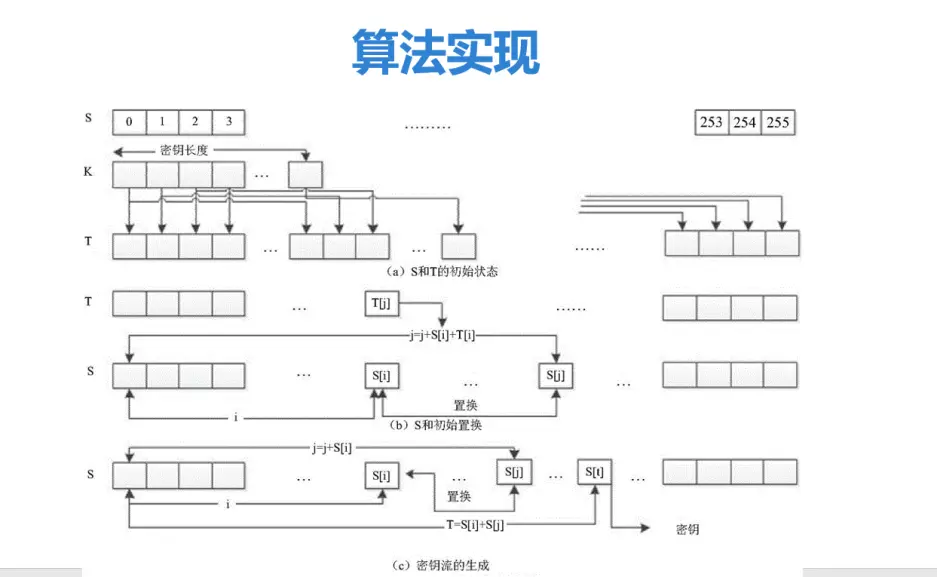 算法实现
S 0 1 2 3 ……… 253 254 255
密钥长度
K …
T … … ……
(a) S和T的初始状态
T … T[j] ……
j=j+S[i]+T[i]
S … S[i] … S[j] …
置换
i
(b) S和初始置换
j=j+S[i]
S … S[i] … S[j] … S[t] …
置换
i
T=S[i]+S[j]
密钥
(c) 密钥流的生成